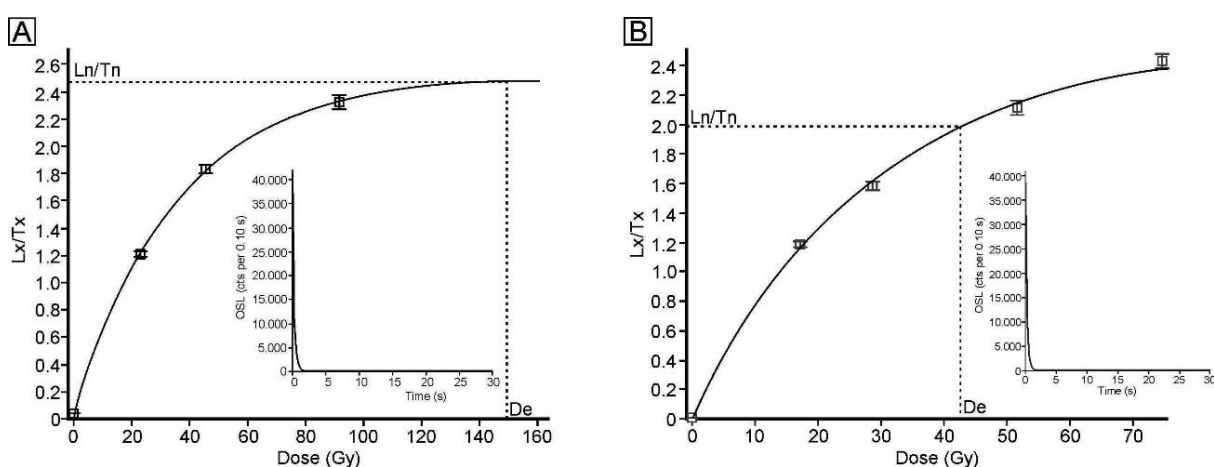 A
2.6
2.4
2.2
2.0
1.8
1.6
1.4
1.2
1.0
0.8
0.6
0.4
0.2
0
Lx/Tx
Ln/Tn
40.000
35.000
30.000
25.000
20.000
15.000
10.000
5.000
0
OSL (cts per 0.10 s)
0 5 10 15 20 25 30
Time (s)
De
0 20 40 60 80 100 120 140 160
Dose (Gy)
B
2.4
2.2
2.0
1.8
1.6
1.4
1.2
1.0
0.8
0.6
0.4
0.2
0
Lx/Tx
Ln/Tn
40.000
35.000
30.000
25.000
20.000
15.000
10.000
5.000
0.000
OSL (cts per 0.10 s)
0 5 10 15 20 25 30
Time (s)
De
0 10 20 30 40 50 60 70
Dose (Gy)